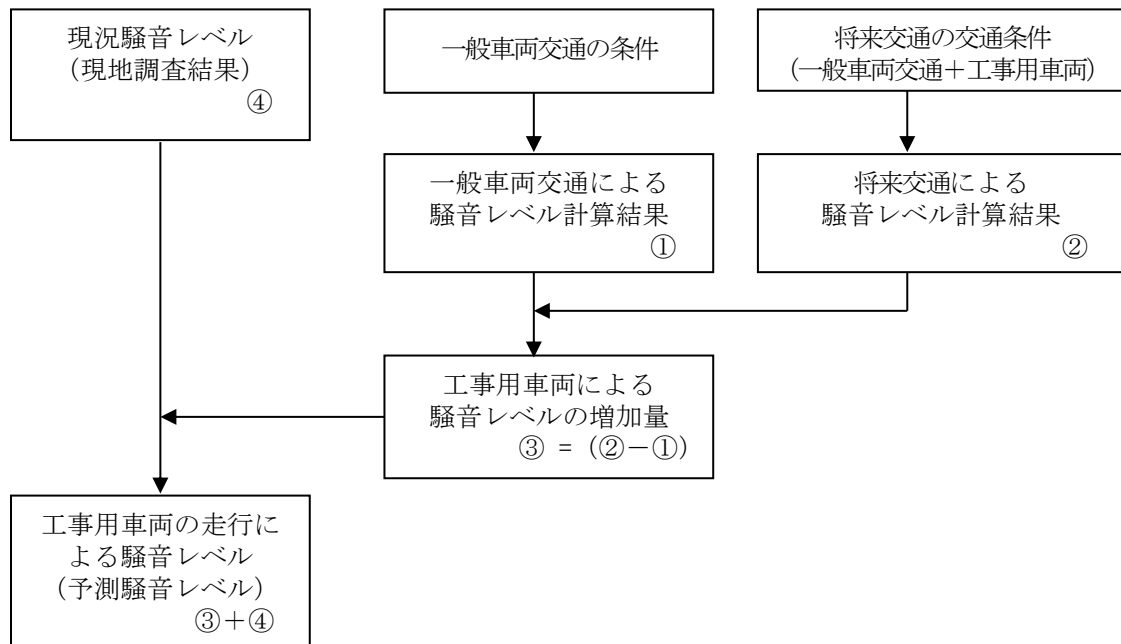 現況騒音レベル
(現地調査結果)
④
一般車両交通の条件
将来交通の交通条件
(一般車両交通＋工事用車両)
一般車両交通による
騒音レベル計算結果
①
将来交通による
騒音レベル計算結果
②
工事用車両による
騒音レベルの増加量
③ = (②－①)
工事用車両の走行に
よる騒音レベル
(予測騒音レベル)
③＋④